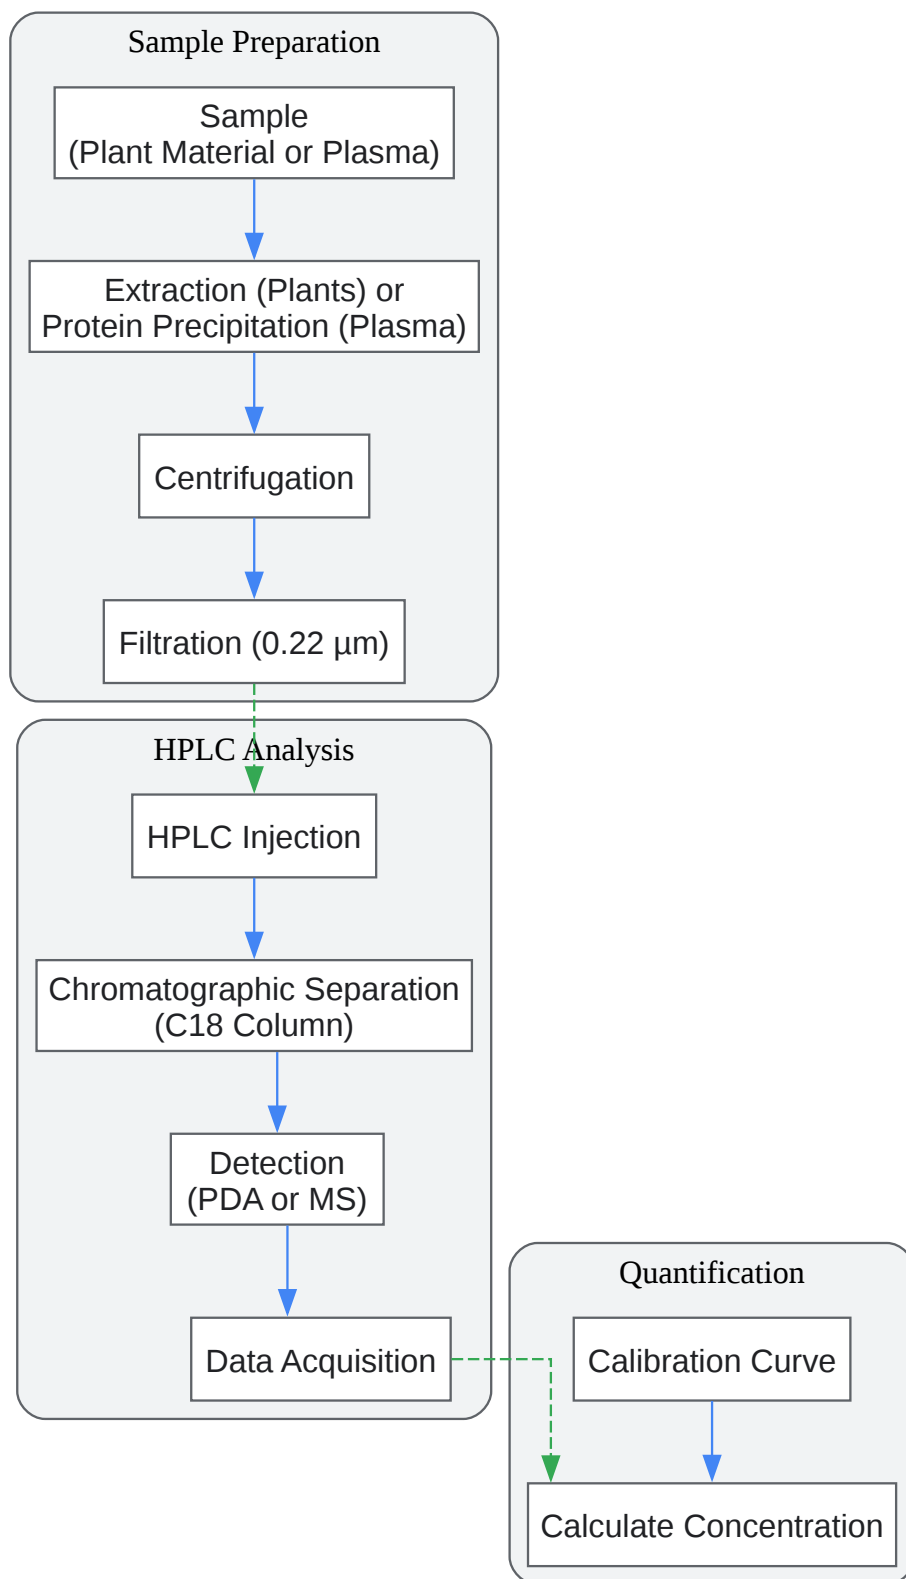 Sample Preparation
Sample
(Plant Material or Plasma)
Extraction (Plants) or
Protein Precipitation (Plasma)
Centrifugation
Filtration (0.22 µm)
HPLC Analysis
HPLC Injection
Chromatographic Separation
(C18 Column)
Detection
(PDA or MS)
Data Acquisition
Quantification
Calibration Curve
Calculate Concentration